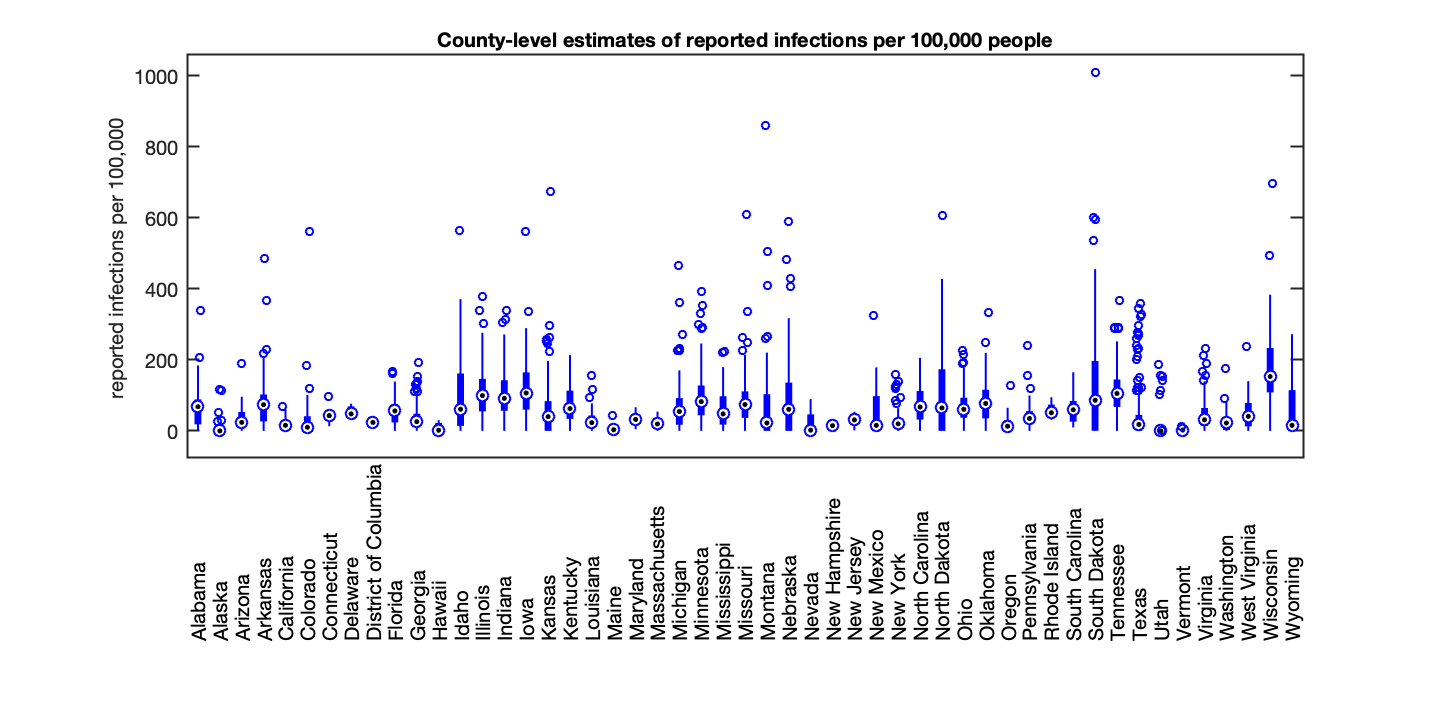 County-level estimates of reported infections per 100,000 people
reported infections per 100,000
1000
800
600
400
200
0
Alabama
Alaska
Arizona
Arkansas
California
Colorado
Connecticut
Delaware
District of Columbia
Florida
Georgia
Hawaii
Idaho
Illinois
Indiana
Iowa
Kansas
Kentucky
Louisiana
Maine
Maryland
Massachusetts
Michigan
Minnesota
Mississippi
Missouri
Montana
Nebraska
Nevada
New Hampshire
New Jersey
New Mexico
New York
North Carolina
North Dakota
Ohio
Oklahoma
Oregon
Pennsylvania
Rhode Island
South Carolina
South Dakota
Tennessee
Texas
Utah
Vermont
Virginia
Washington
West Virginia
Wisconsin
Wyoming